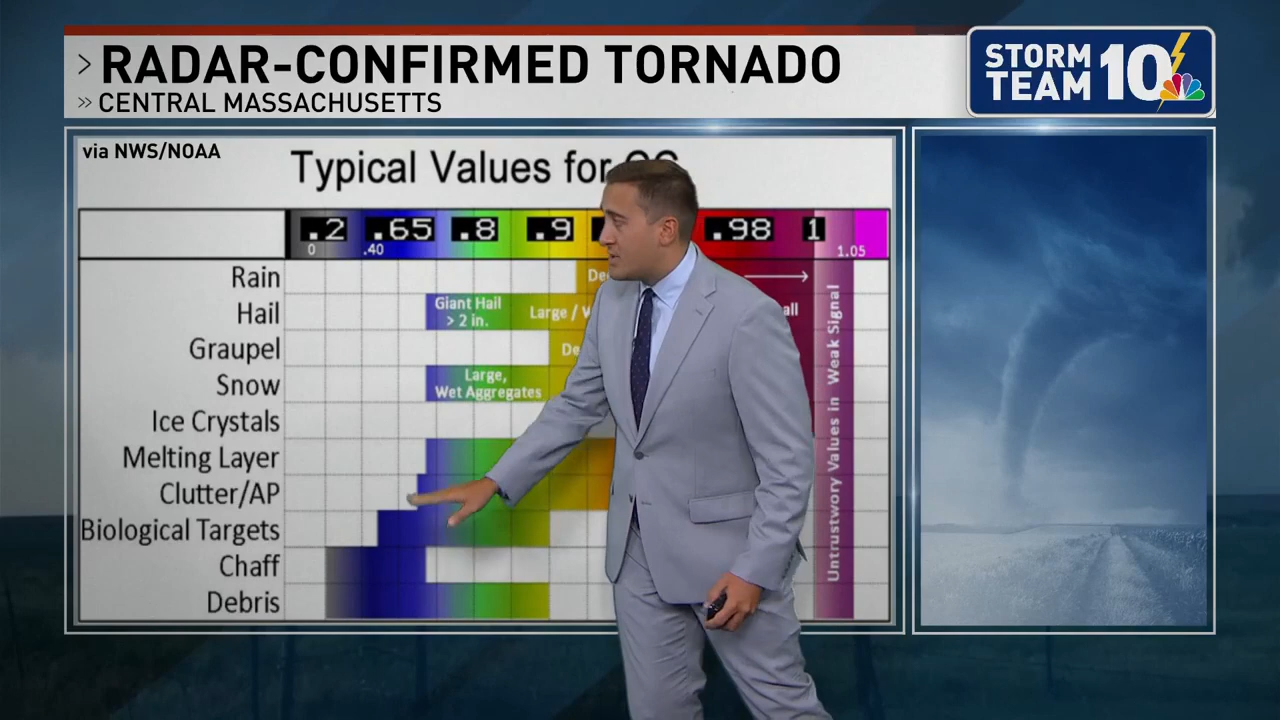 > RADAR-CONFIRMED TORNADO
» CENTRAL MASSACHUSETTS
STORM
TEAM 10
via NWS/NOAA
Typical Values for
.2 .65 .8 .9 .98 1
0 .40 1.05
Rain
Hail Giant Hail
> 2 in. Large /
Graupel
Snow Large,
Wet Aggregates
Ice Crystals
Melting Layer
Clutter/AP
Biological Targets
Chaff
Debris
Untrustwory Values in Weak Signal